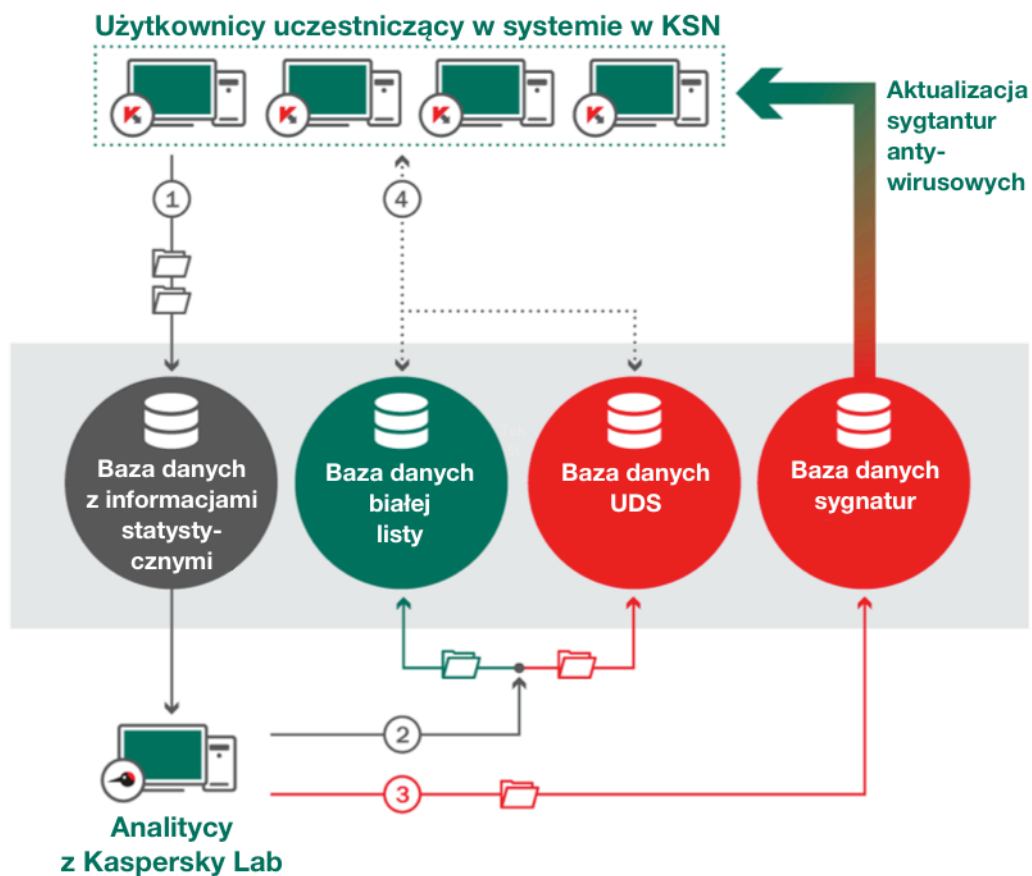 Użytkownicy uczestniczący w systemie w KSN
Aktualizacja
sygtantur
anty-
wirusowych
1
4
Baza danych
z informacjami
statysty-
cznymi
Baza danych
białej
listy
Baza danych
UDS
Baza danych
sygnatur
2
3
Analitycy
z Kaspersky Lab